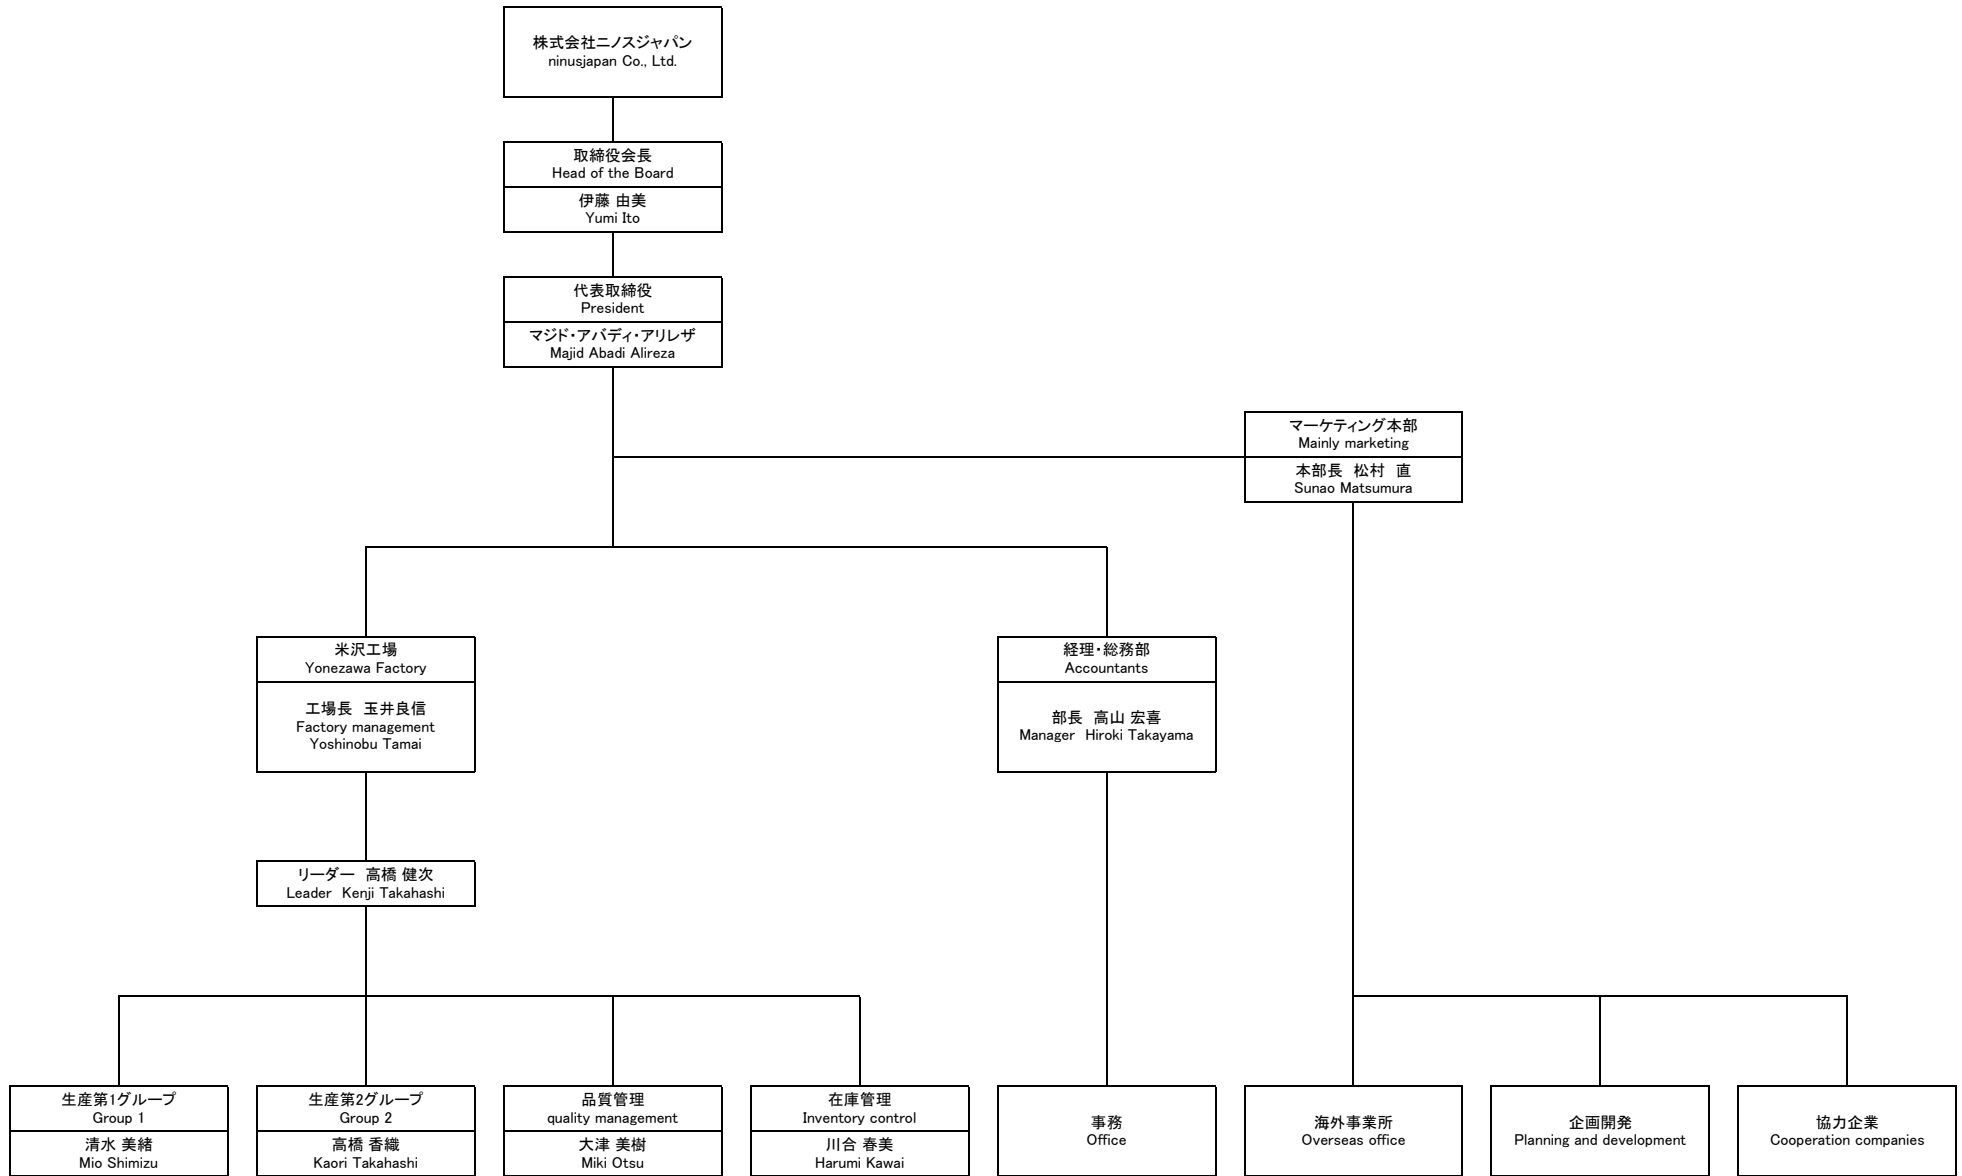 株式会社ニノスジャパン
ninusjapan Co., Ltd.
取締役会長
Head of the Board
伊藤 由美
Yumi Ito
代表取締役
President
マジド・アバディ・アリレザ
Majid Abadi Alireza
マーケティング本部
Mainly marketing
本部長　松村　直
Sunao Matsumura
米沢工場
Yonezawa Factory
工場長　玉井良信
Factory management
Yoshinobu Tamai
経理・総務部
Accountants
部長　高山 宏喜
Manager Hiroki Takayama
リーダー　高橋 健次
Leader Kenji Takahashi
生産第1グループ
Group 1
清水 美緒
Mio Shimizu
生産第2グループ
Group 2
高橋 香織
Kaori Takahashi
品質管理
quality management
大津 美樹
Miki Otsu
在庫管理
Inventory control
川合 春美
Harumi Kawai
事務
Office
海外事業所
Overseas office
企画開発
Planning and development
協力企業
Cooperation companies